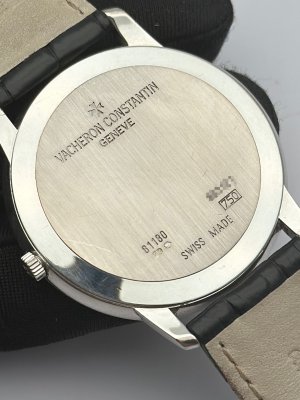 VACHERON CONSTANTIN
GENEVE
750
81180
SWISS MADE